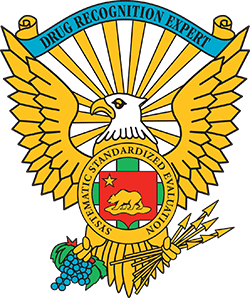 DRUG RECOGNITION EXPERT
SYSTEMATIC STANDARDIZED EVALUATION